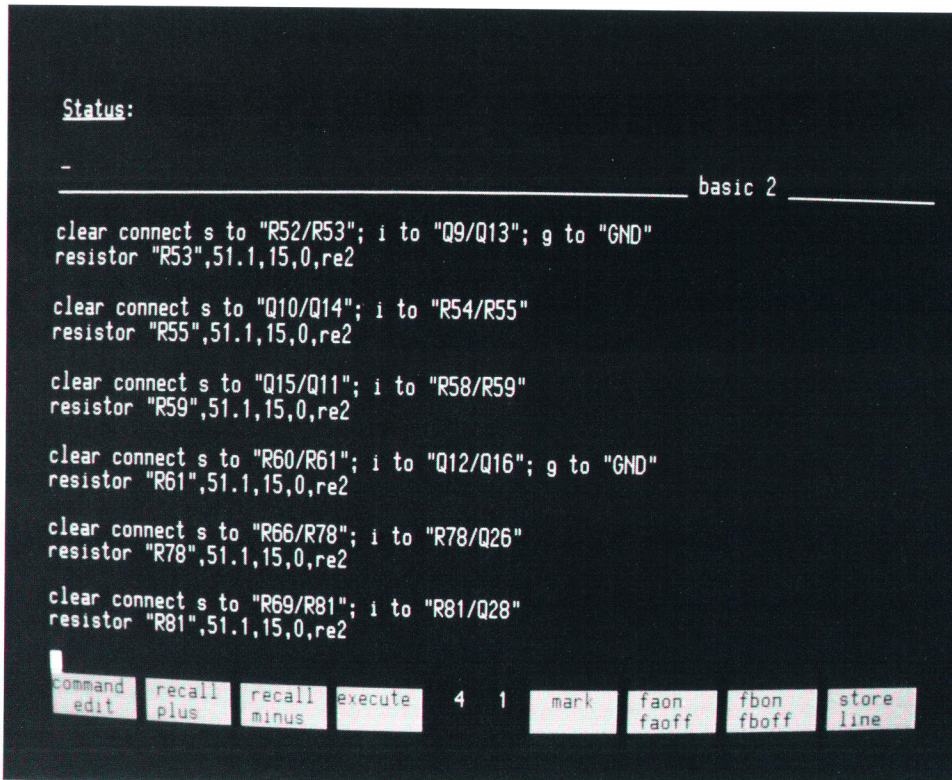 Status:
basic 2
clear connect s to "R52/R53"; i to "Q9/Q13"; g to "GND"
resistor "R53",51.1,15,0,re2
clear connect s to "Q10/Q14"; i to "R54/R55"
resistor "R55",51.1,15,0,re2
clear connect s to "Q15/Q11"; i to "R58/R59"
resistor "R59",51.1,15,0,re2
clear connect s to "R60/R61"; i to "Q12/Q16"; g to "GND"
resistor "R61",51.1,15,0,re2
clear connect s to "R66/R78"; i to "R78/Q26"
resistor "R78",51.1,15,0,re2
clear connect s to "R69/R81"; i to "R81/Q28"
resistor "R81",51.1,15,0,re2
command recall recall execute 4 1 mark faon fbon store
edit plus minus faoff fboff line